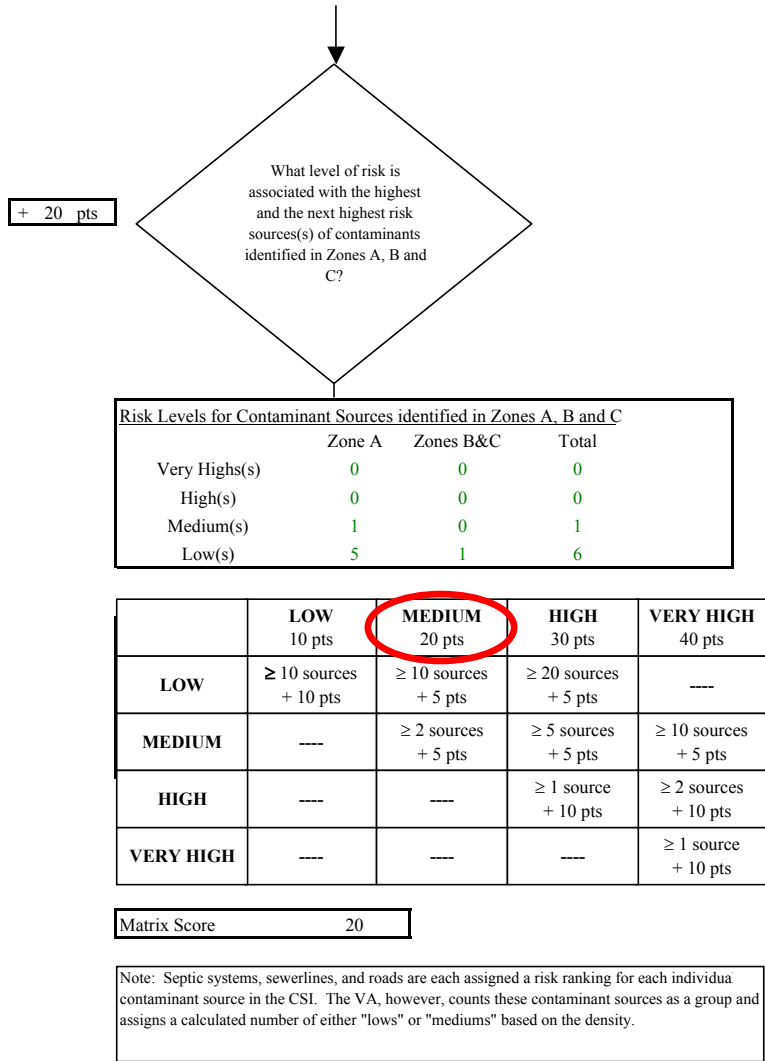 What level of risk is
associated with the highest
and the next highest risk
sources(s) of contaminants
identified in Zones A, B and
C?
+ 20 pts
Risk Levels for Contaminant Sources identified in Zones A, B and C
Zone A Zones B&C Total
Very Highs(s) 0 0 0
High(s) 0 0 0
Medium(s) 1 0 1
Low(s) 5 1 6
LOW MEDIUM HIGH VERY HIGH
10 pts 20 pts 30 pts 40 pts
LOW ≥ 10 sources ≥ 10 sources ≥ 20 sources ----
+ 10 pts + 5 pts + 5 pts
MEDIUM ---- ≥ 2 sources ≥ 5 sources ≥ 10 sources
+ 5 pts + 5 pts + 5 pts
HIGH ---- ---- ≥ 1 source ≥ 2 sources
+ 10 pts + 10 pts
VERY HIGH ---- ---- ---- ≥ 1 source
+ 10 pts
Matrix Score 20
Note: Septic systems, sewerlines, and roads are each assigned a risk ranking for each individua
contaminant source in the CSI. The VA, however, counts these contaminant sources as a group and
assigns a calculated number of either "lows" or "mediums" based on the density.